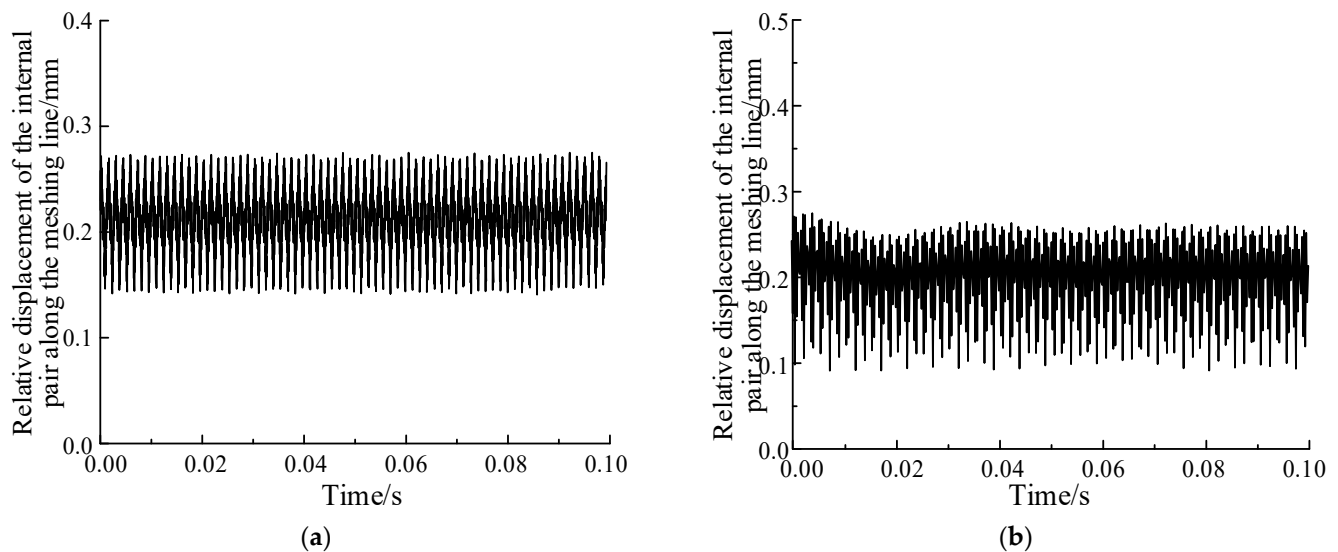 Relative displacement of the internal
pair along the meshing line/mm
0.4
0.3
0.2
0.1
0.0
0.00 0.02 0.04 0.06 0.08 0.10
Time/s
(a)
Relative displacement of the internal
pair along the meshing line/mm
0.5
0.4
0.3
0.2
0.1
0.0
0.00 0.02 0.04 0.06 0.08 0.10
Time/s
(b)